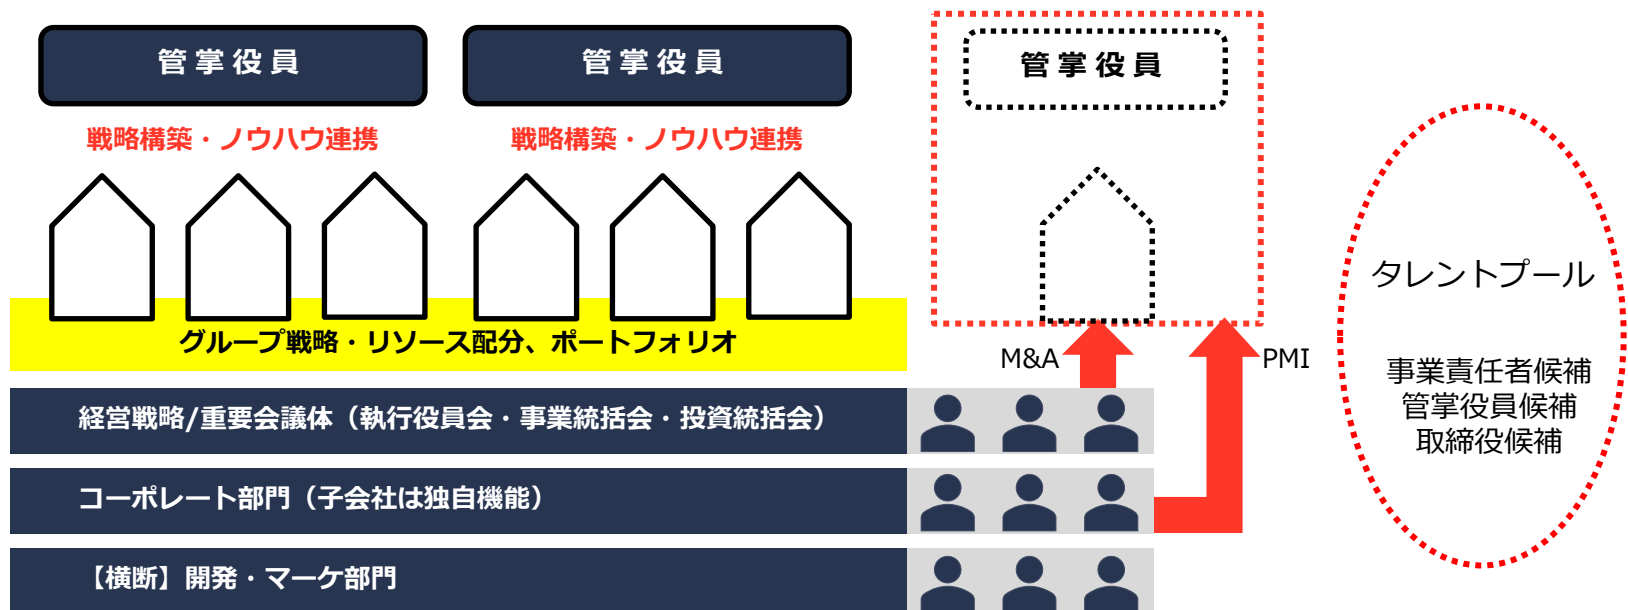 管掌役員
管掌役員
管掌役員
戦略構築・ノウハウ連携
戦略構築・ノウハウ連携
グループ戦略・リソース配分、ポートフォリオ
M&A
PMI
経営戦略/重要会議体（執行役員会・事業統括会・投資統括会）
コーポレート部門（子会社は独自機能）
【横断】開発・マーケ部門
タレントプール
事業責任者候補
管掌役員候補
取締役候補